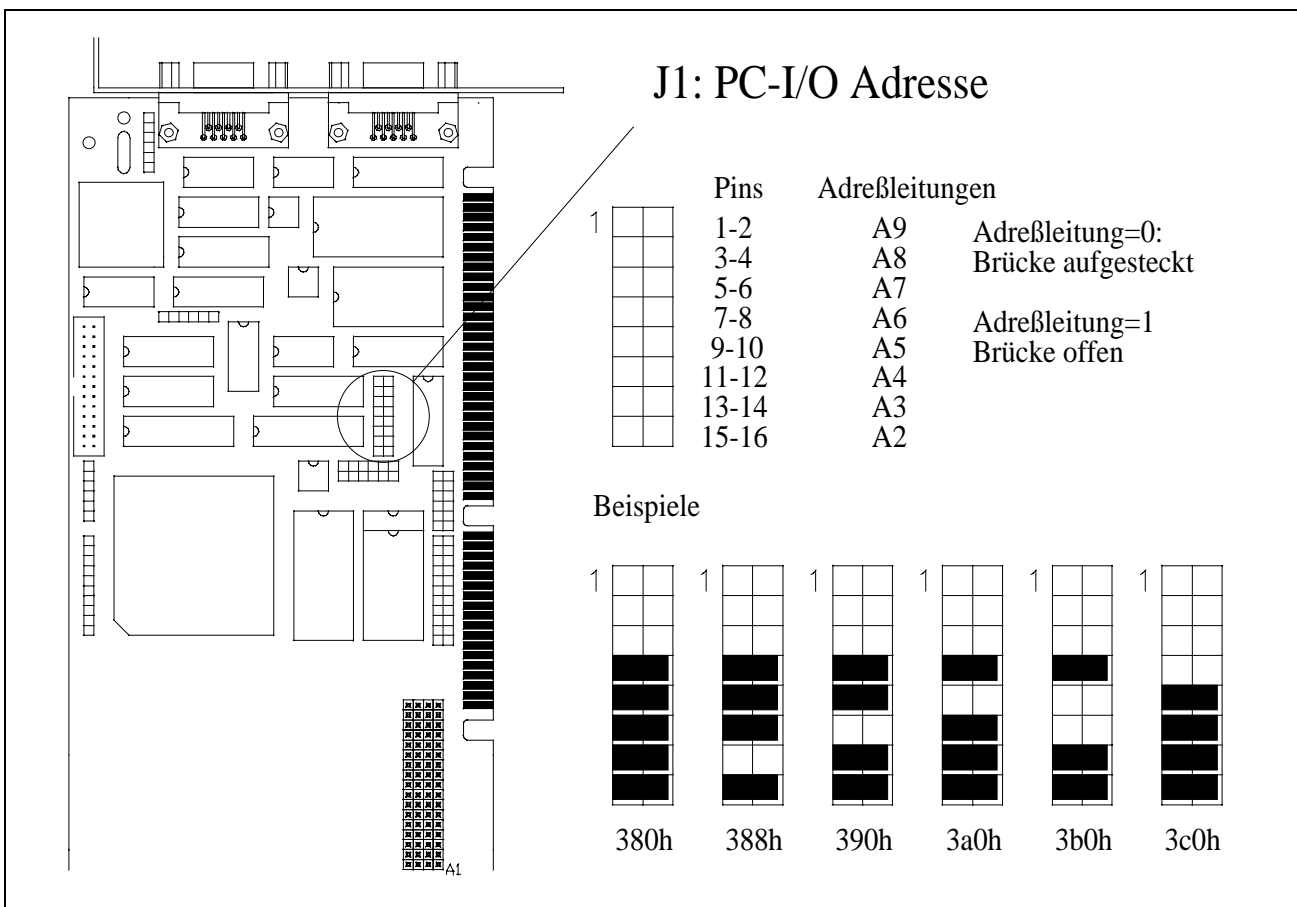 J1: PC-I/O Adresse
Pins Adreßleitungen
1
1-2 A9 Adreßleitung=0:
3-4 A8 Brücke aufgesteckt
5-6 A7
7-8 A6 Adreßleitung=1
9-10 A5 Brücke offen
11-12 A4
13-14 A3
15-16 A2
Beispiele
1 1 1 1 1 1
380h 388h 390h 3a0h 3b0h 3c0h
A1